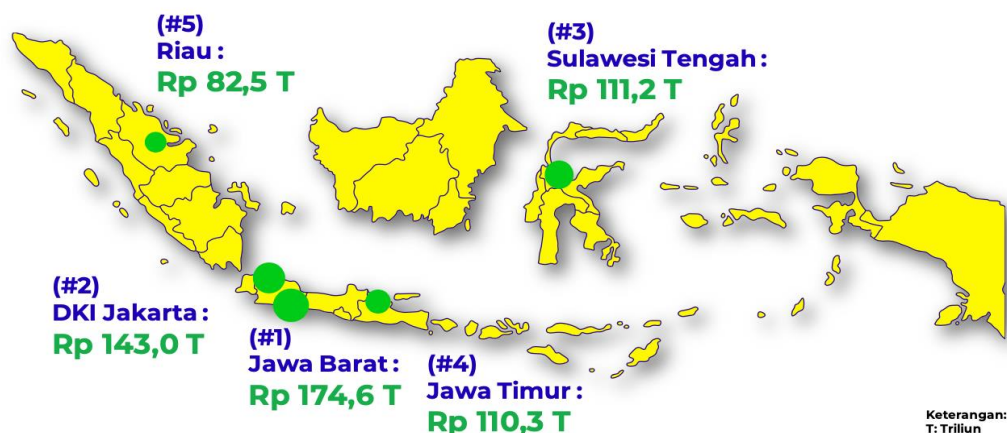 (#5)
Riau :
Rp 82,5 T
(#3)
Sulawesi Tengah :
Rp 111,2 T
(#2)
DKI Jakarta :
Rp 143,0 T
(#1)
Jawa Barat :
Rp 174,6 T
(#4)
Jawa Timur :
Rp 110,3 T
Keterangan:
T: Triliun